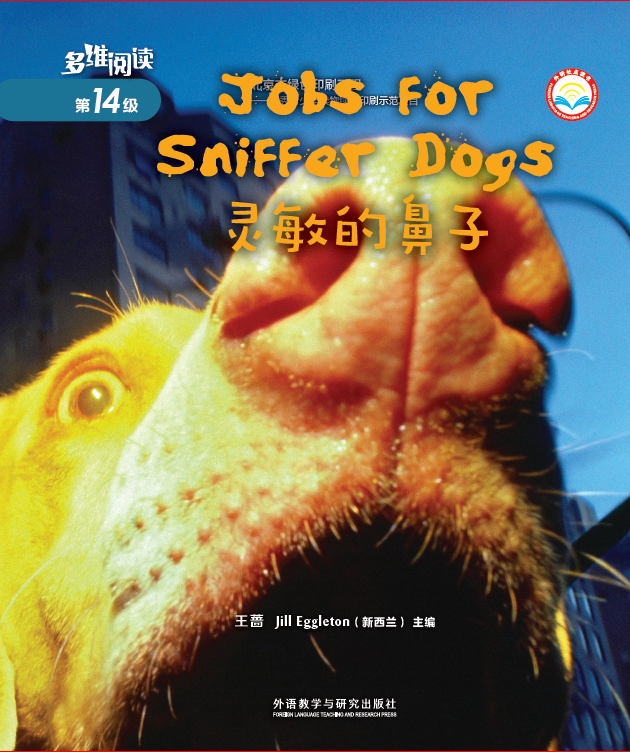 多维阅读
第14级
Jobs for
Sniffer Dogs
灵敏的鼻子
王蔷 Jill Eggleton（新西兰）主编
外语教学与研究出版社
FOREIGN LANGUAGE TEACHING AND RESEARCH PRESS